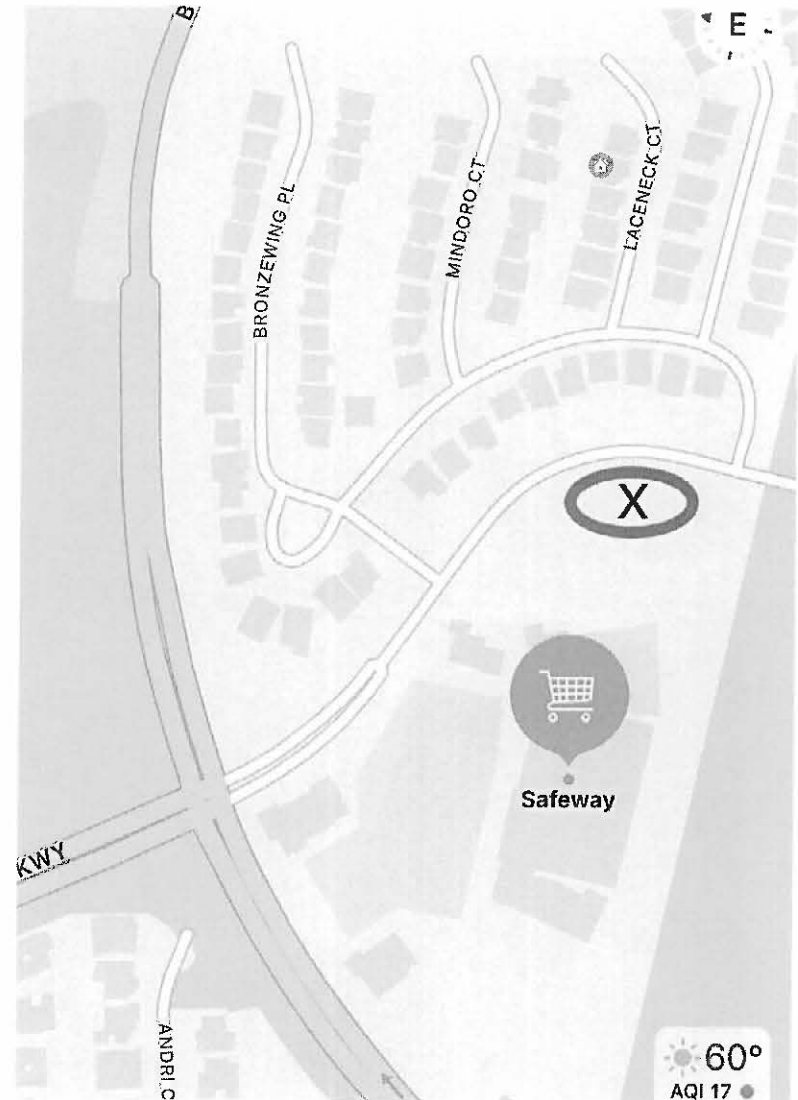 B
E
BRONZEWING PL
MINDORO CT
LACENECK CT
X
Safeway
KWY
ANDRI C
60°
AQI 17